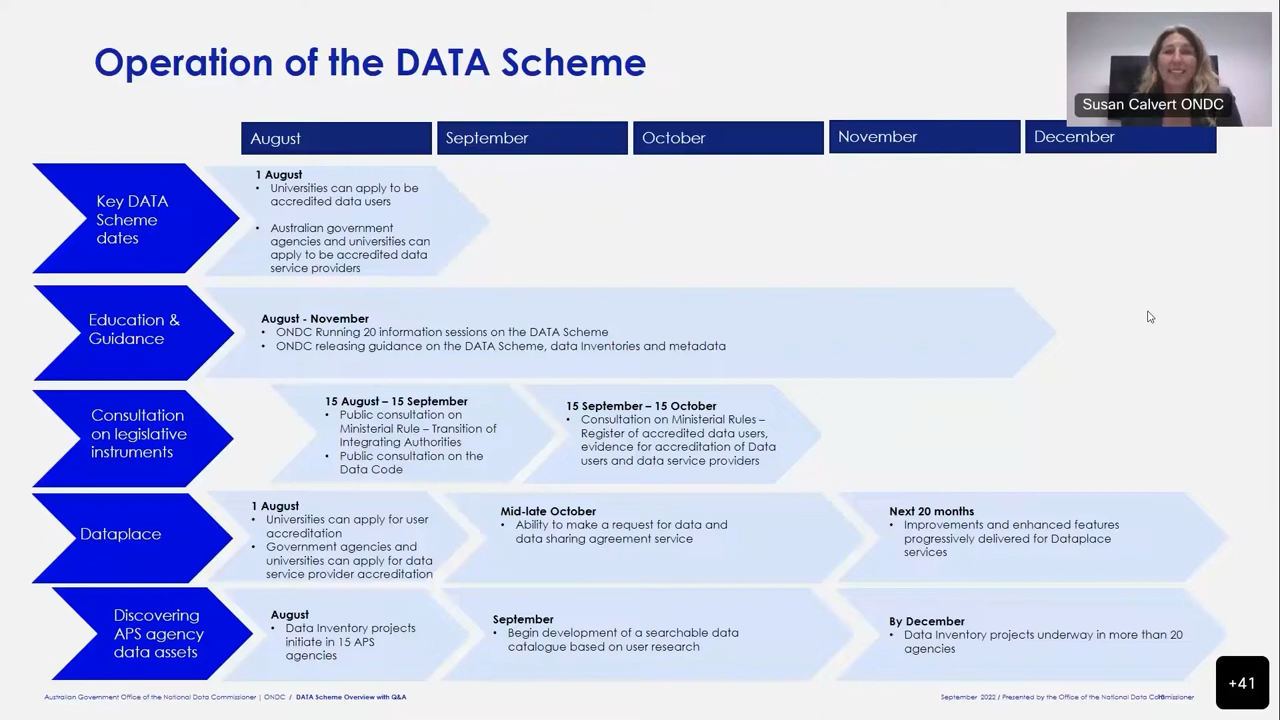 Operation of the DATA Scheme
Susan Calvert ONDC
August
September
October
November
December
Key DATA
Scheme
dates
1 August
• Universities can apply to be
accredited data users
• Australian government
agencies and universities can
apply to be accredited data
service providers
Education &
Guidance
August - November
• ONDC Running 20 information sessions on the DATA Scheme
• ONDC releasing guidance on the DATA Scheme, data Inventories and metadata
Consultation
on legislative
instruments
15 August – 15 September
• Public consultation on
Ministerial Rule – Transition of
Integrating Authorities
• Public consultation on the
Data Code
15 September – 15 October
• Consultation on Ministerial Rules –
Register of accredited data users,
evidence for accreditation of Data
users and data service providers
Dataplace
1 August
• Universities can apply for user
accreditation
• Government agencies and
universities can apply for data
service provider accreditation
Mid-late October
• Ability to make a request for data and
data sharing agreement service
Next 20 months
• Improvements and enhanced features
progressively delivered for Dataplace
services
Discovering
APS agency
data assets
August
• Data Inventory projects
initiate in 15 APS
agencies
September
• Begin development of a searchable data
catalogue based on user research
By December
• Data Inventory projects underway in more than 20
agencies
Australian Government Office of the National Data Commissioner | ONDC / DATA Scheme Overview with Q&A
September 2022 / Presented by the Office of the National Data Commissioner
+41